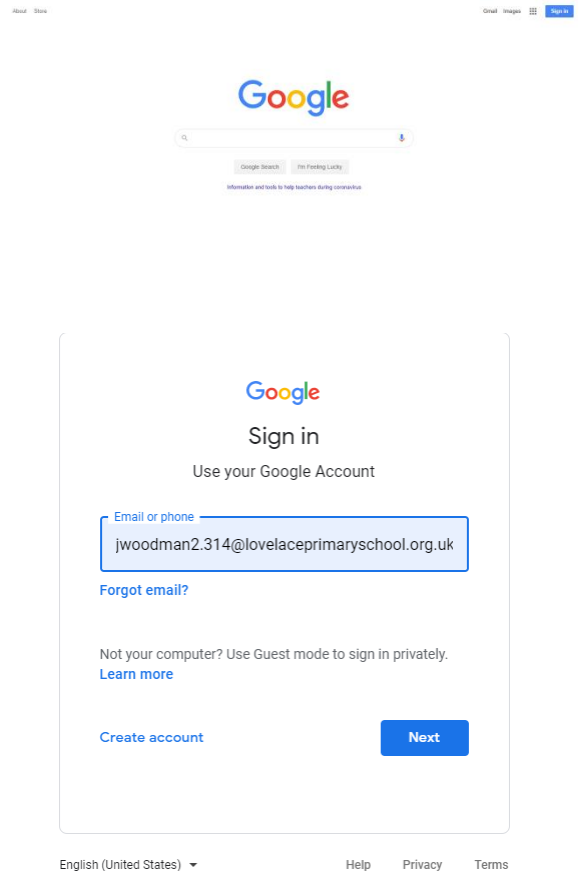 About Store Gmail Images Sign in
Google
Google Search I'm Feeling Lucky
Information and tools to help teachers during coronavirus
Google
Sign in
Use your Google Account
Email or phone
jwoodman2.314@lovelaceprimaryschool.org.uk
Forgot email?
Not your computer? Use Guest mode to sign in privately.
Learn more
Create account Next
English (United States) Help Privacy Terms